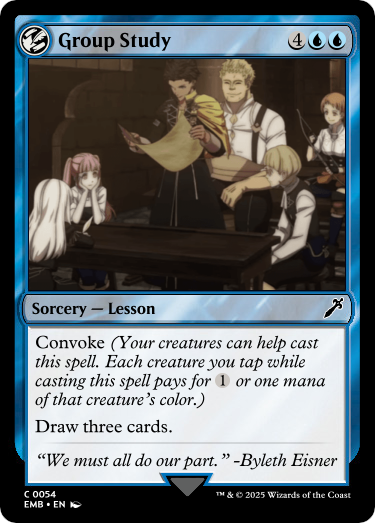 Group Study 4
Sorcery — Lesson
Convoke (Your creatures can help cast
this spell. Each creature you tap while
casting this spell pays for 1 or one mana
of that creature's color.)
Draw three cards.
“We must all do our part.” -Byleth Eisner
C 0054
EMB • EN
™ & © 2025 Wizards of the Coast